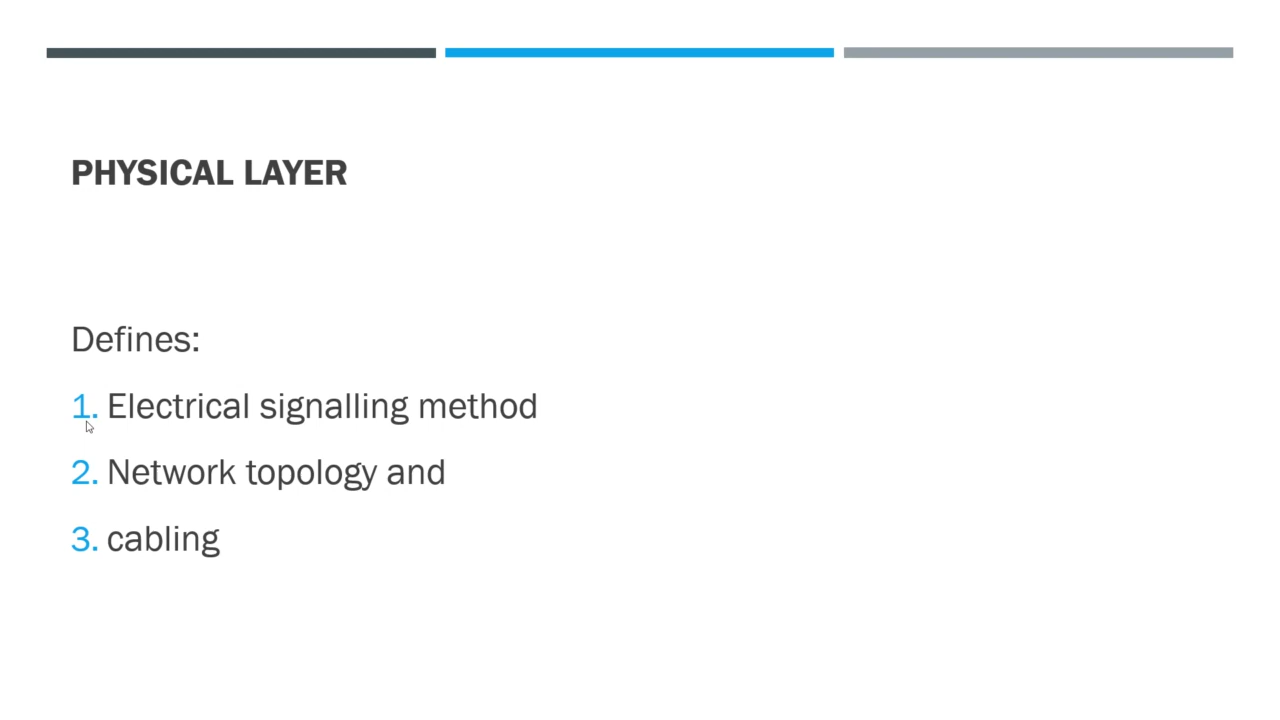 PHYSICAL LAYER
Defines:
1. Electrical signalling method
2. Network topology and
3. cabling